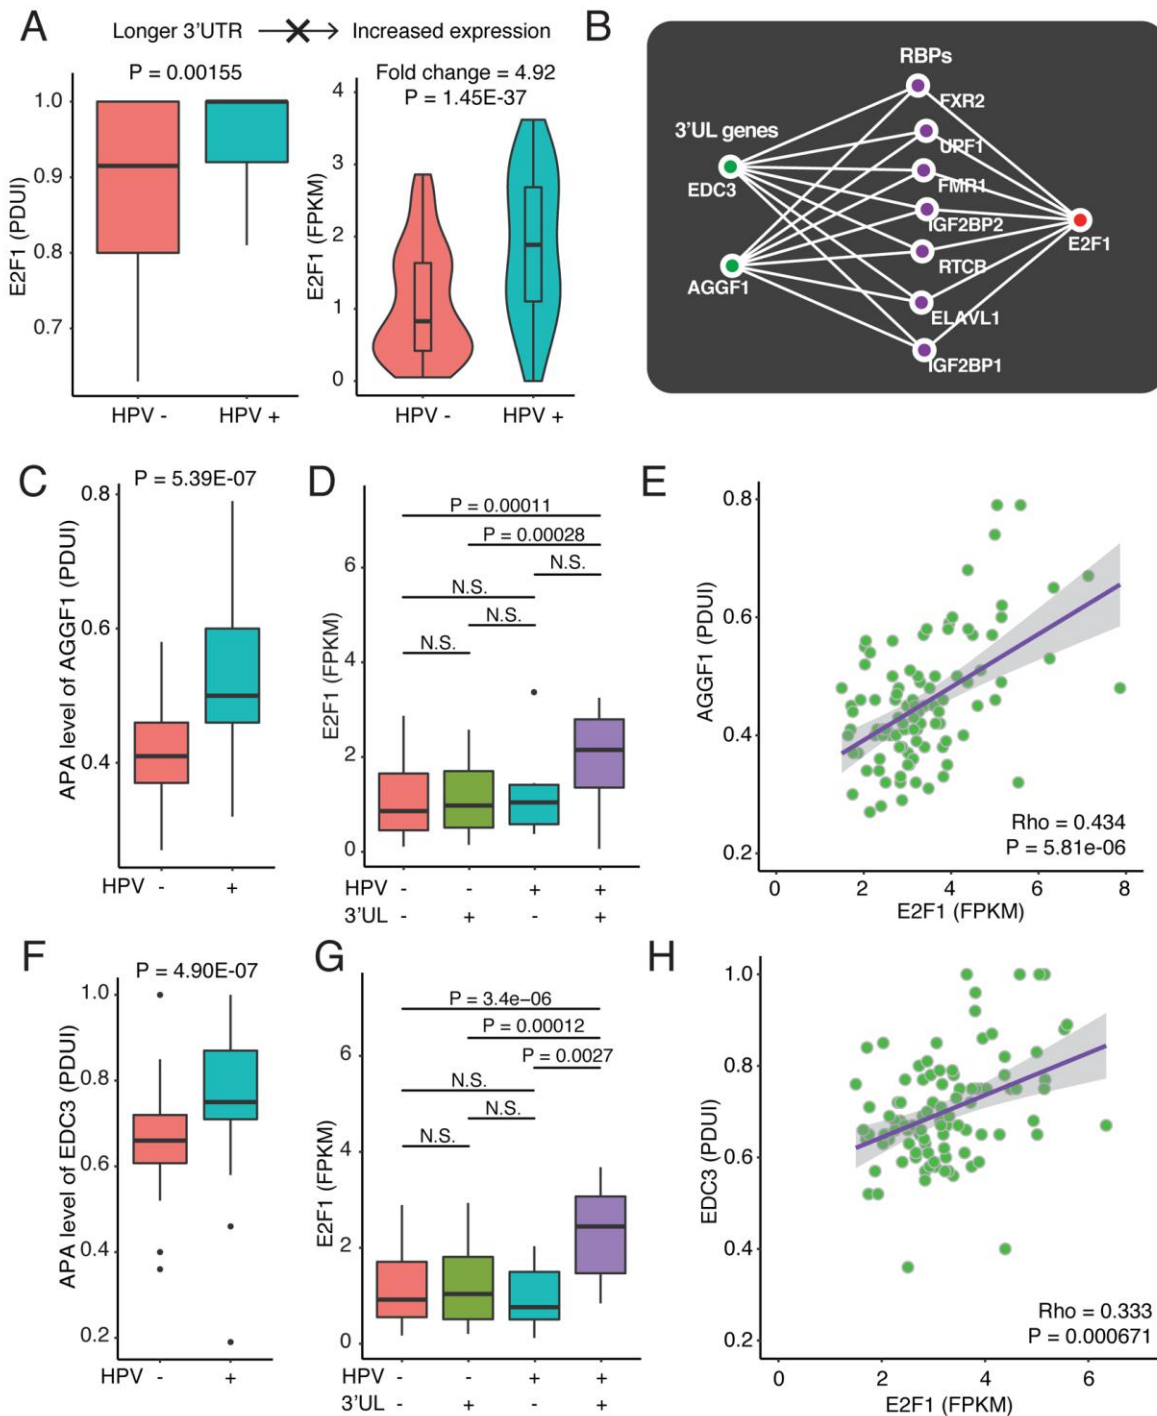 A
Longer 3'UTR Increased expression
P = 0.00155
E2F1 (PDUI)
1.0
0.9
0.8
0.7
HPV - HPV +
Fold change = 4.92
P = 1.45E-37
E2F1 (FPKM)
4
3
2
1
0
HPV - HPV +
B
RBPs
3'UL genes
EDC3
AGGF1
FXR2
UPF1
FMR1
IGF2BP2
RTCB
ELAVL1
IGF2BP1
E2F1
C
P = 5.39E-07
APA level of AGGF1 (PDUI)
0.8
0.6
0.4
HPV - +
D
E2F1 (FPKM)
6
4
2
0
P = 0.00011
P = 0.00028
N.S.
N.S.
N.S.
N.S.
HPV - - + +
3'UL - + - +
E
AGGF1 (PDUI)
0.8
0.6
0.4
0.2
Rho = 0.434
P = 5.81e-06
0 2 4 6 8
E2F1 (FPKM)
F
P = 4.90E-07
APA level of EDC3 (PDUI)
1.0
0.8
0.6
0.4
0.2
HPV - +
G
E2F1 (FPKM)
6
4
2
0
P = 3.4e-06
P = 0.00012
P = 0.0027
N.S.
N.S.
N.S.
HPV - - + +
3'UL - + - +
H
EDC3 (PDUI)
1.0
0.8
0.6
0.4
0.2
Rho = 0.333
P = 0.000671
0 2 4 6
E2F1 (FPKM)